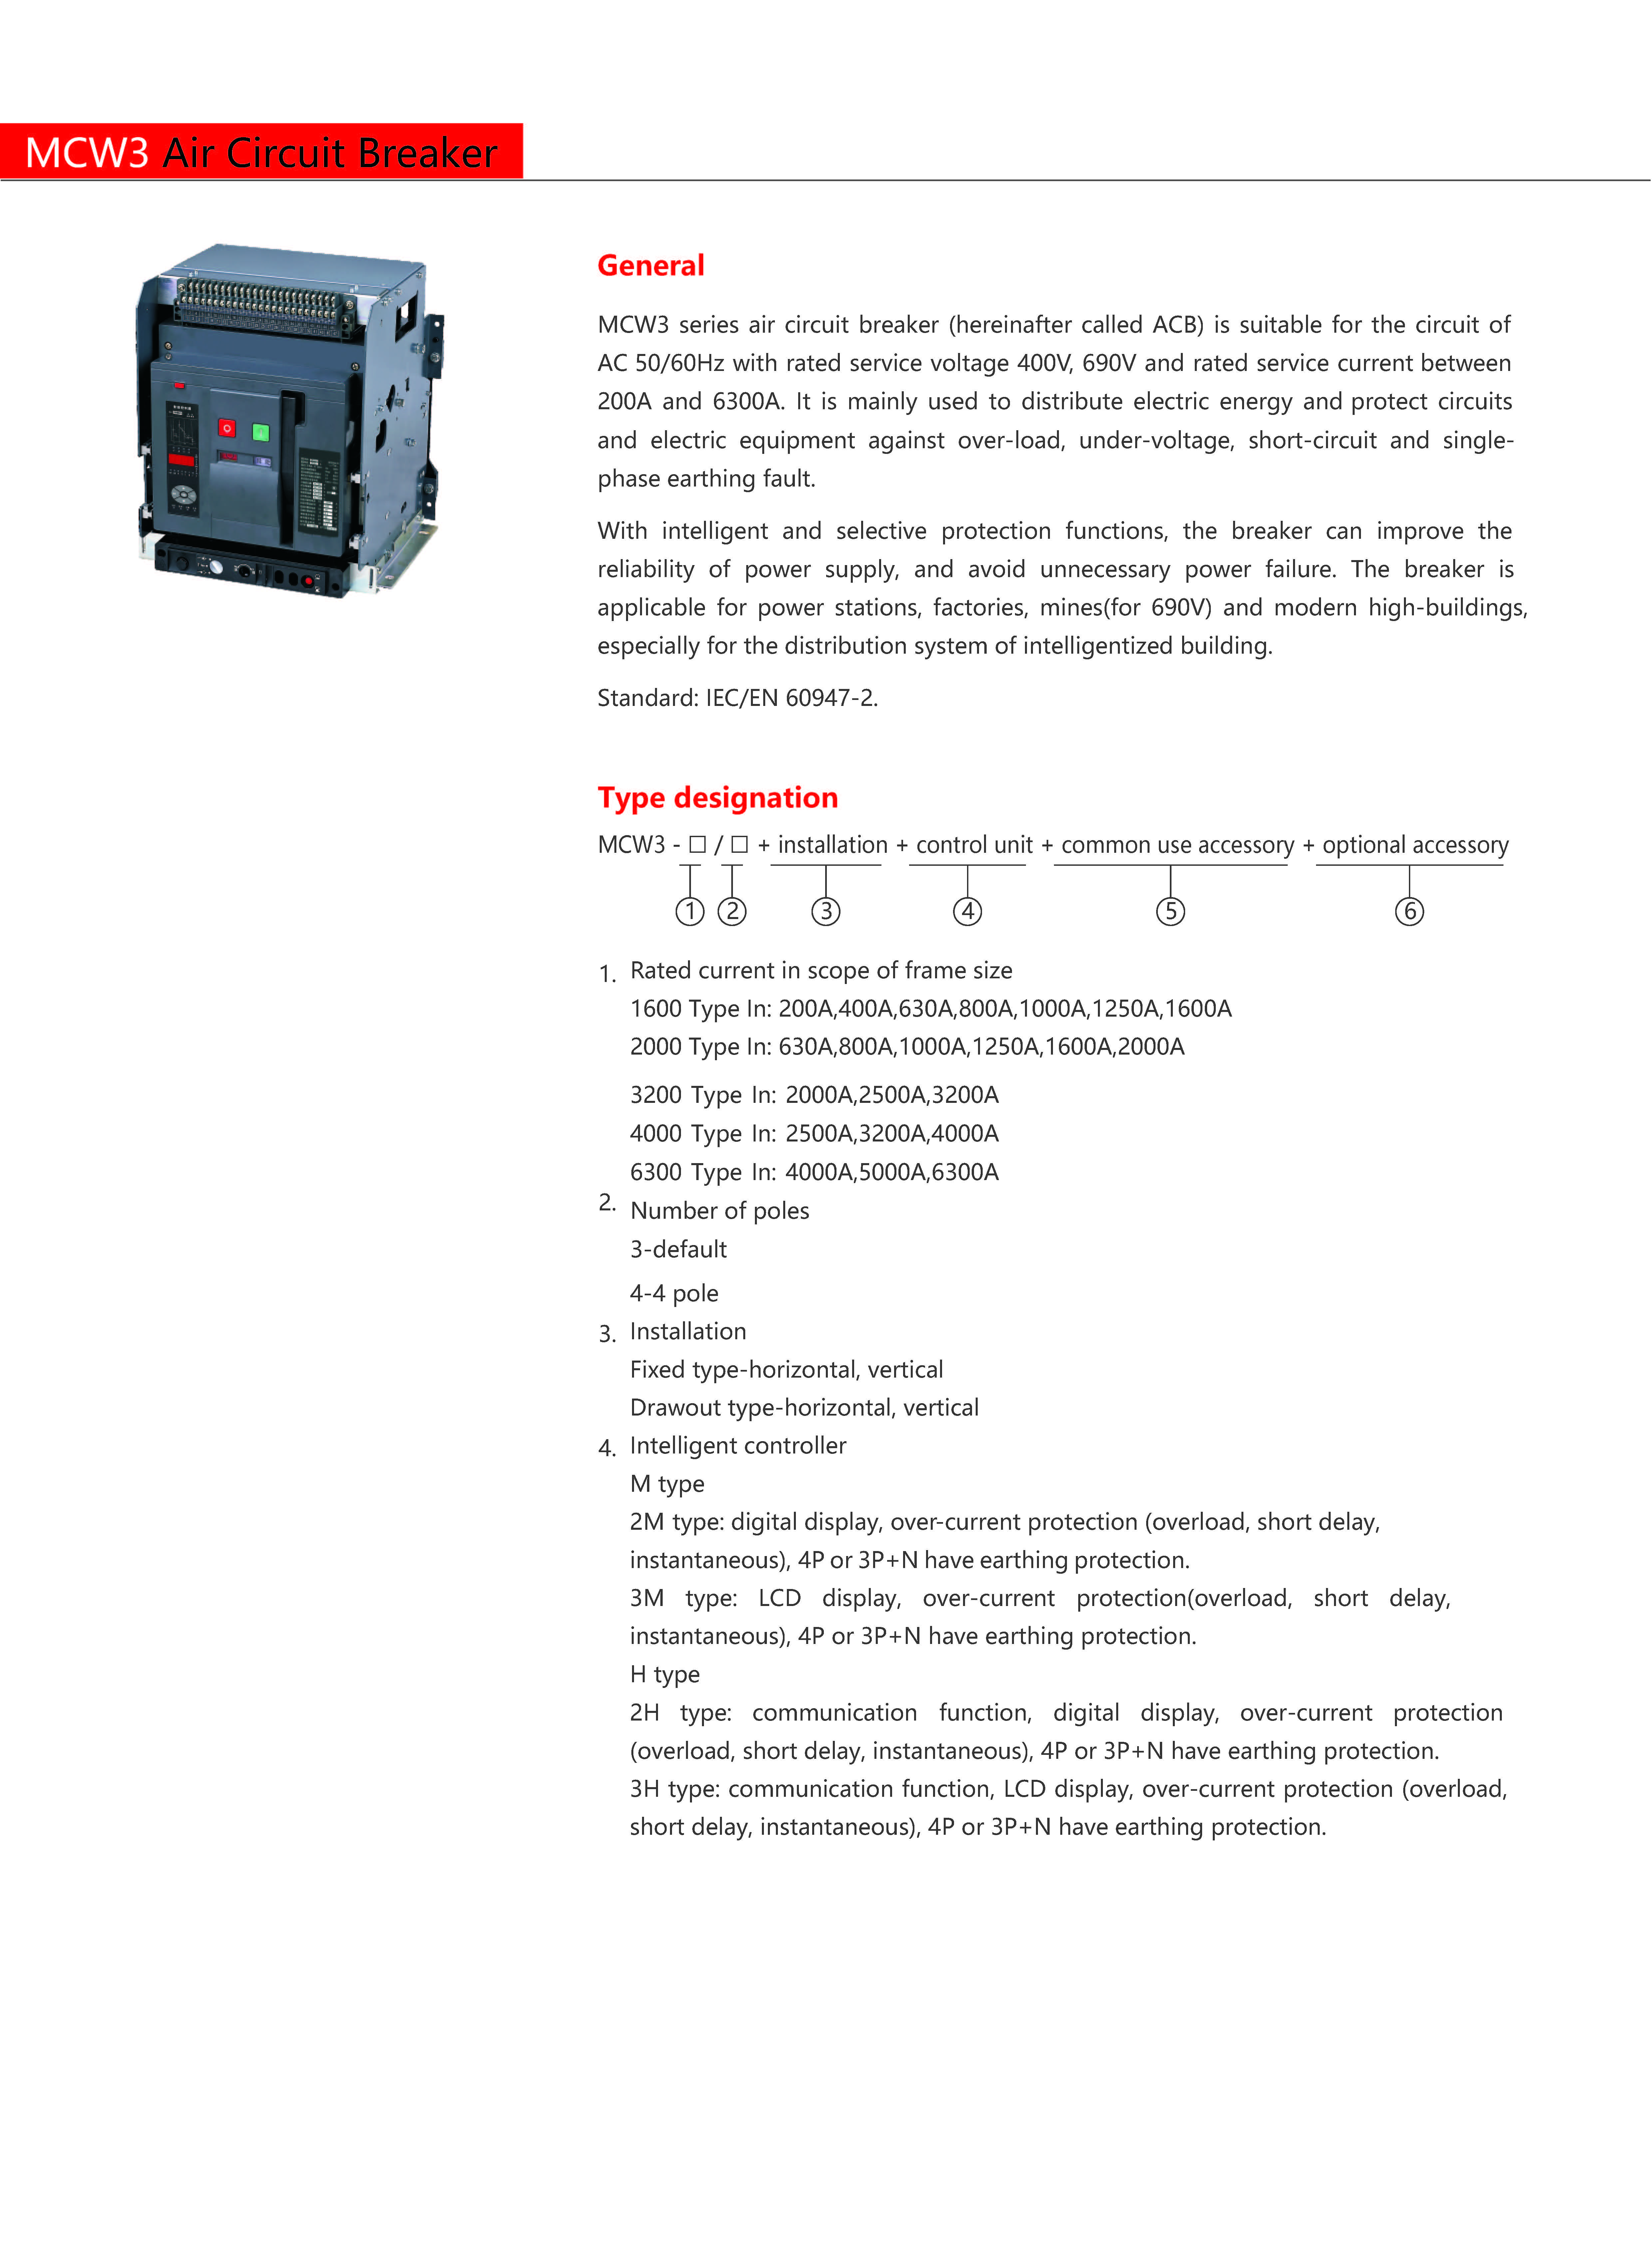 MCW3 Air Circuit Breaker
General
MCW3 series air circuit breaker (hereinafter called ACB) is suitable for the circuit of
AC 50/60Hz with rated service voltage 400V, 690V and rated service current between
200A and 6300A. It is mainly used to distribute electric energy and protect circuits
and electric equipment against over-load, under-voltage, short-circuit and single-
phase earthing fault.
With intelligent and selective protection functions, the breaker can improve the
reliability of power supply, and avoid unnecessary power failure. The breaker is
applicable for power stations, factories, mines(for 690V) and modern high-buildings,
especially for the distribution system of intelligentized building.
Standard: IEC/EN 60947-2.
Type designation
MCW3 - □ / □ + installation + control unit + common use accessory + optional accessory
① ② ③ ④ ⑤ ⑥
1. Rated current in scope of frame size
1600 Type In: 200A,400A,630A,800A,1000A,1250A,1600A
2000 Type In: 630A,800A,1000A,1250A,1600A,2000A
3200 Type In: 2000A,2500A,3200A
4000 Type In: 2500A,3200A,4000A
6300 Type In: 4000A,5000A,6300A
2. Number of poles
3-default
4-4 pole
3. Installation
Fixed type-horizontal, vertical
Drawout type-horizontal, vertical
4. Intelligent controller
M type
2M type: digital display, over-current protection (overload, short delay,
instantaneous), 4P or 3P+N have earthing protection.
3M type: LCD display, over-current protection(overload, short delay,
instantaneous), 4P or 3P+N have earthing protection.
H type
2H type: communication function, digital display, over-current protection
(overload, short delay, instantaneous), 4P or 3P+N have earthing protection.
3H type: communication function, LCD display, over-current protection (overload,
short delay, instantaneous), 4P or 3P+N have earthing protection.